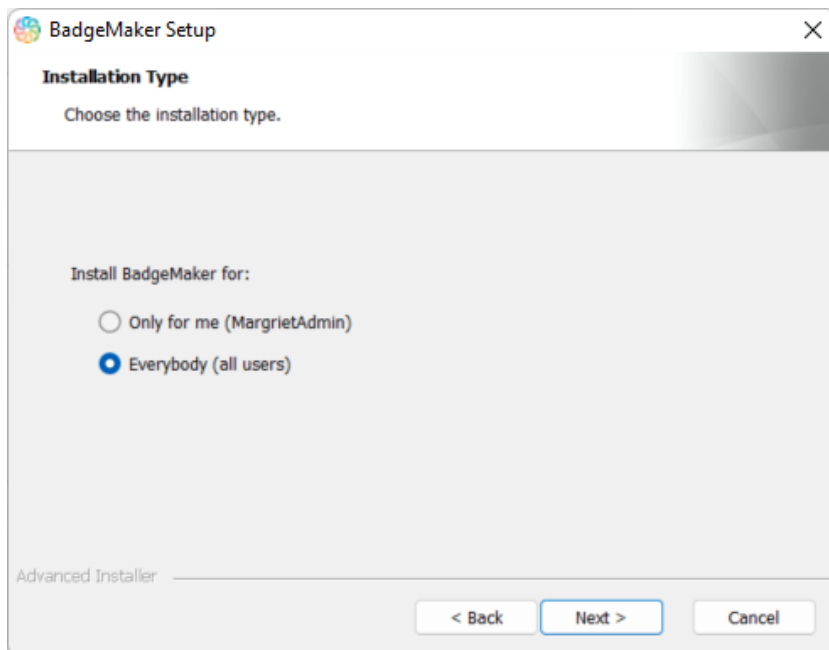 BadgeMaker Setup
Installation Type
Choose the installation type.
Install BadgeMaker for:
Only for me (MargrietAdmin)
Everybody (all users)
Advanced Installer
< Back Next > Cancel